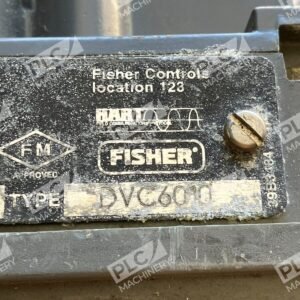 Fisher Controls
location 123
HART
FM
APPROVED
FISHER
TYPE DVC6010
PLC
MACHINERY